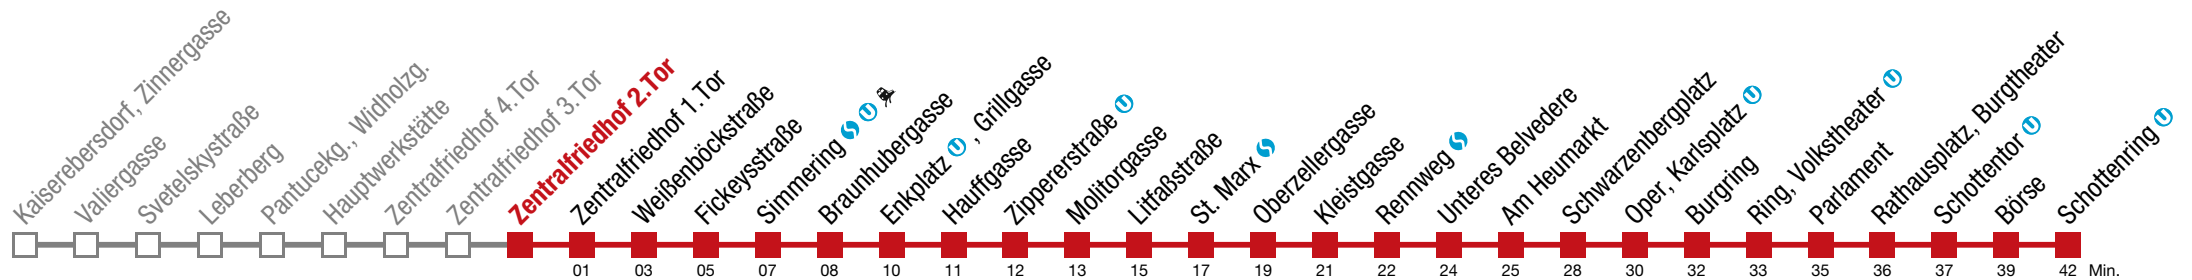 Kaiserebersdorf, Zinnergasse
Valiergasse
Svetelskystraße
Leberberg
Pantucekg., Widholzg.
Hauptwerkstätte
Zentralfriedhof 4.Tor
Zentralfriedhof 3.Tor
Zentralfriedhof 2.Tor
Zentralfriedhof 1.Tor
Weißenböckstraße
Fickeysstraße
Simmering S U
Braunhubergasse
Enkplatz U , Grillgasse
Hauffgasse
Zippererstraße U
Molitorgasse
Litfaßstraße
St. Marx S
Oberzellergasse
Kleistgasse
Rennweg S
Unteres Belvedere
Am Heumarkt
Schwarzenbergplatz
Oper, Karlsplatz U
Burgring
Ring, Volkstheater U
Parlament
Rathausplatz, Burgtheater
Schottentor U
Börse
Schottenring U
01 03 05 07 08 10 11 12 13 15 17 19 21 22 24 25 28 30 32 33 35 36 37 39 42 Min.